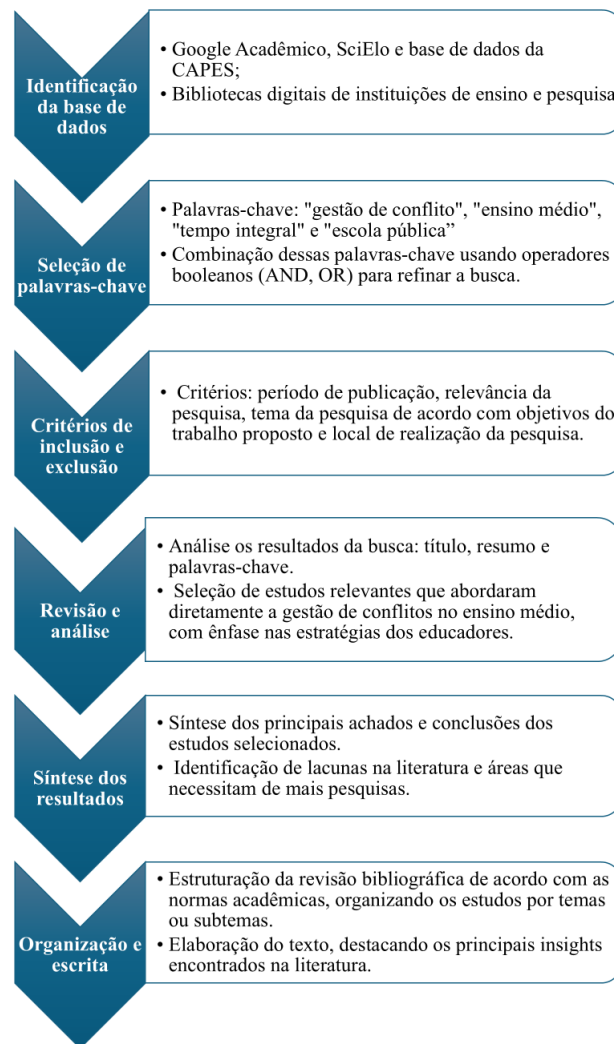 Identificação
da base de
dados
• Google Acadêmico, SciElo e base de dados da
CAPES;
• Bibliotecas digitais de instituições de ensino e pesquisa
Seleção de
palavras-chave
• Palavras-chave: "gestão de conflito", "ensino médio",
"tempo integral" e "escola pública”
• Combinação dessas palavras-chave usando operadores
booleanos (AND, OR) para refinar a busca.
Critérios de
inclusão e
exclusão
• Critérios: período de publicação, relevância da
pesquisa, tema da pesquisa de acordo com objetivos do
trabalho proposto e local de realização da pesquisa.
Revisão e
análise
• Análise os resultados da busca: título, resumo e
palavras-chave.
• Seleção de estudos relevantes que abordaram
diretamente a gestão de conflitos no ensino médio,
com ênfase nas estratégias dos educadores.
Síntese dos
resultados
• Síntese dos principais achados e conclusões dos
estudos selecionados.
• Identificação de lacunas na literatura e áreas que
necessitam de mais pesquisas.
Organização e
escrita
• Estruturação da revisão bibliográfica de acordo com as
normas acadêmicas, organizando os estudos por temas
ou subtemas.
• Elaboração do texto, destacando os principais insights
encontrados na literatura.